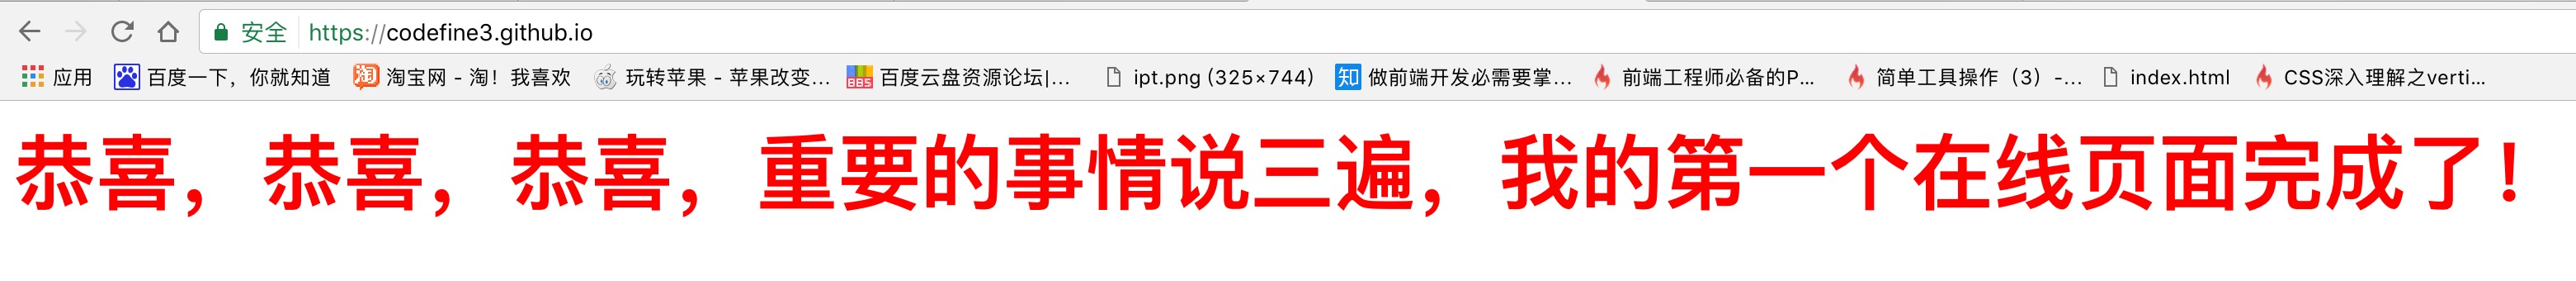 安全 https://codefine3.github.io
应用 百度一下，你就知道 淘 淘宝网 - 淘！我喜欢 玩转苹果 - 苹果改变... BBS 百度云盘资源论坛|... ipt.png (325×744) 知 做前端开发必需要掌... 前端工程师必备的P... 简单工具操作（3）-... index.html CSS深入理解之verti...
恭喜，恭喜，恭喜，重要的事情说三遍，我的第一个在线页面完成了！